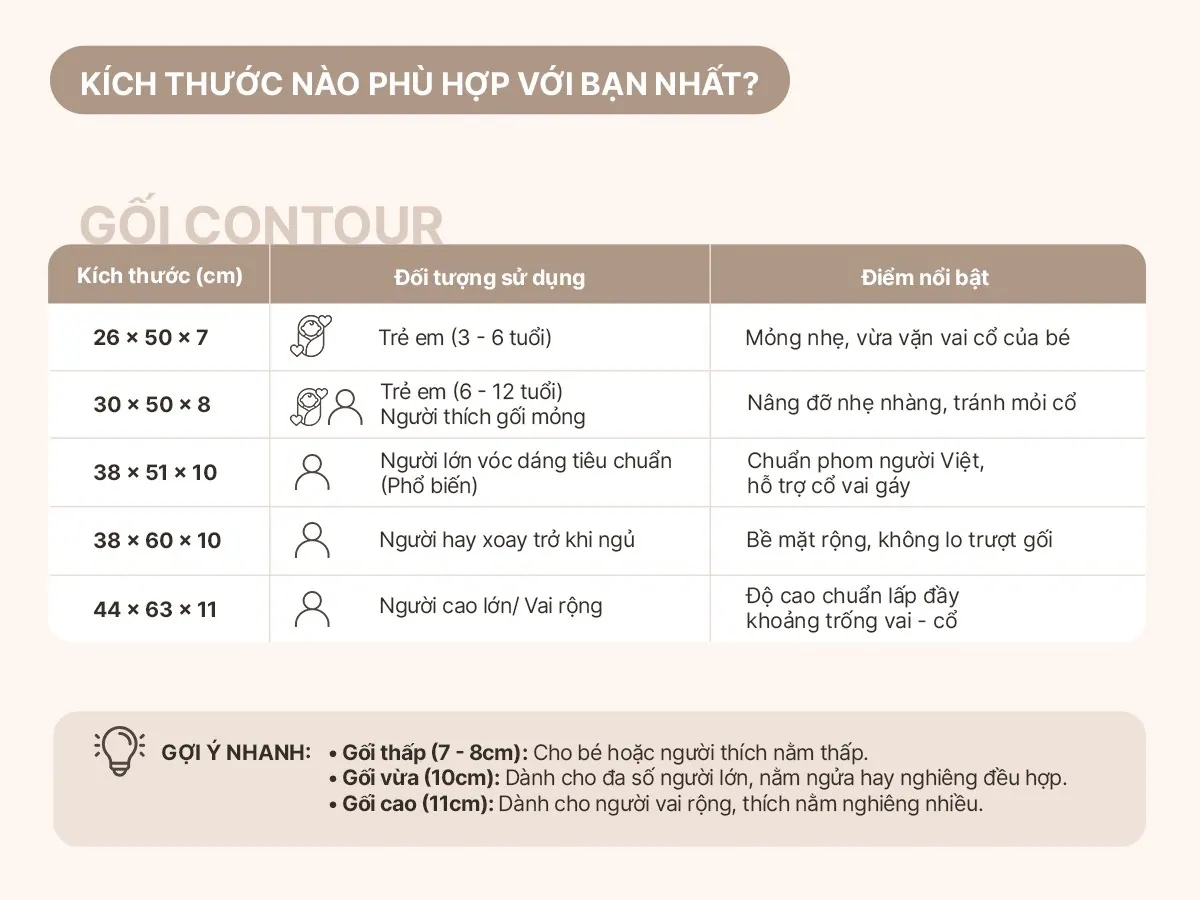 KÍCH THƯỚC NÀO PHÙ HỢP VỚI BẠN NHẤT?
GỐI CONTOUR
Kích thước (cm)
Đối tượng sử dụng
Điểm nổi bật
26 × 50 × 7
Trẻ em (3 - 6 tuổi)
Mỏng nhẹ, vừa vặn vai cổ của bé
30 × 50 × 8
Trẻ em (6 - 12 tuổi)
Người thích gối mỏng
Nâng đỡ nhẹ nhàng, tránh mỏi cổ
38 × 51 × 10
Người lớn vóc dáng tiêu chuẩn
(Phổ biến)
Chuẩn phom người Việt,
hỗ trợ cổ vai gáy
38 × 60 × 10
Người hay xoay trở khi ngủ
Bề mặt rộng, không lo trượt gối
44 × 63 × 11
Người cao lớn/ Vai rộng
Độ cao chuẩn lấp đầy
khoảng trống vai - cổ
GỢI Ý NHANH:
• Gối thấp (7 - 8cm): Cho bé hoặc người thích nằm thấp.
• Gối vừa (10cm): Dành cho đa số người lớn, nằm ngửa hay nghiêng đều hợp.
• Gối cao (11cm): Dành cho người vai rộng, thích nằm nghiêng nhiều.